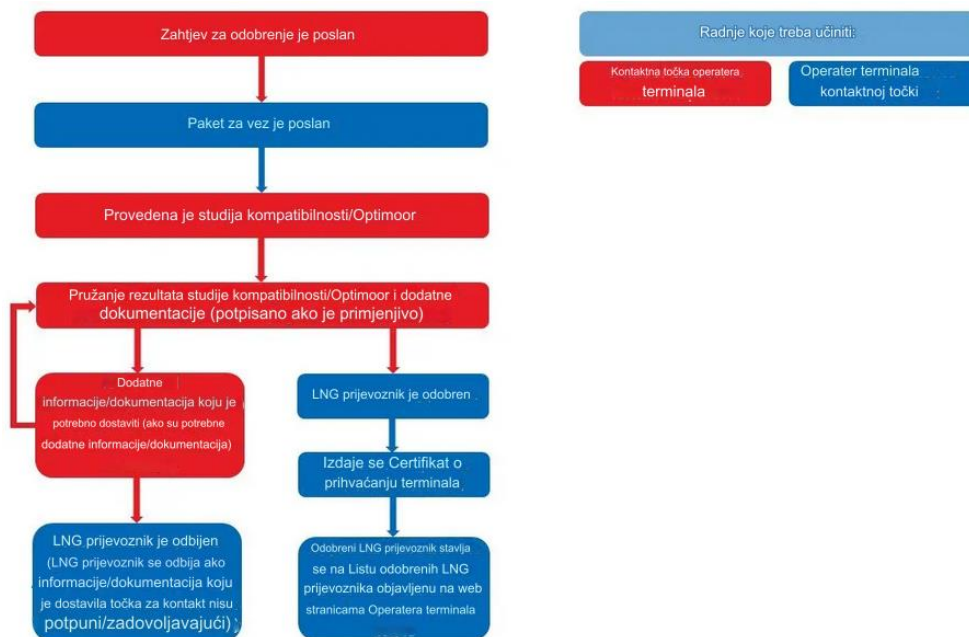 Zahtjev za odobrenje je poslan
Radnje koje treba učiniti:
Kontaktna točka operatera
terminala
Operater terminala
kontaktnoj točki
Paket za vez je poslan
Provedena je studija kompatibilnosti/Optimoor
Pružanje rezultata studije kompatibilnosti/Optimoor i dodatne
dokumentacije (potpisano ako je primjenjivo)
Dodatne
informacije/dokumentacija koju je
potrebno dostaviti (ako su potrebne
dodatne informacije/dokumentacija)
LNG prijevoznik je odobren
Izdaje se Certifikat o
prihvaćanju terminala
LNG prijevoznik je odbijen
(LNG prijevoznik se odbija ako
informacije/dokumentacija koju
je dostavila točka za kontakt nisu
potpuni/zadovoljavajući)
Odobreni LNG prijevoznik stavlja
se na Listu odobrenih LNG
prijevoznika objavljenu na web
stranicama Operatera terminala